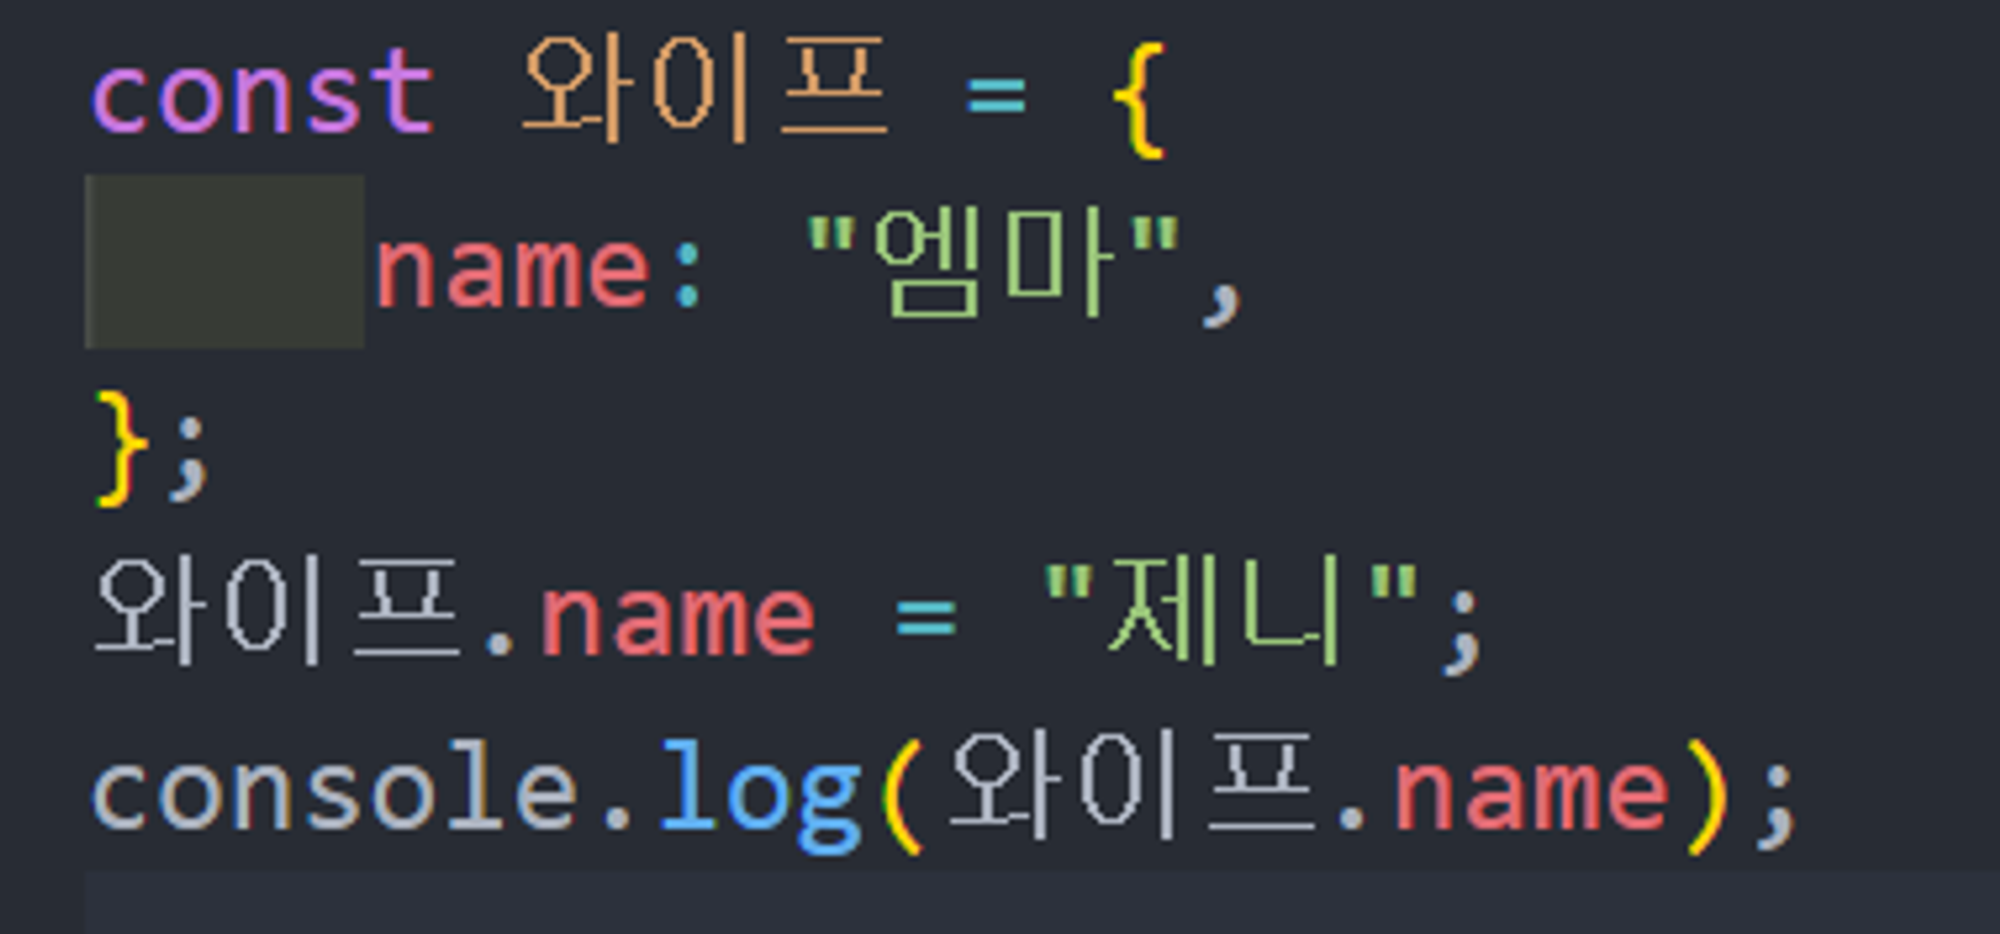 const 와이프 = {
    name: "엠마",
};
와이프.name = "제니";
console.log(와이프.name);